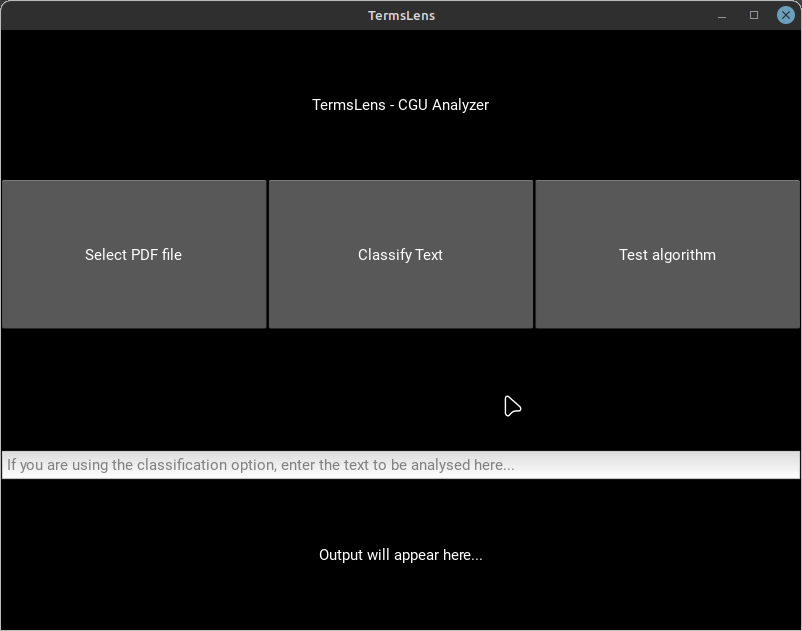 TermsLens
TermsLens - CGU Analyzer
Select PDF file
Classify Text
Test algorithm
If you are using the classification option, enter the text to be analysed here...
Output will appear here...